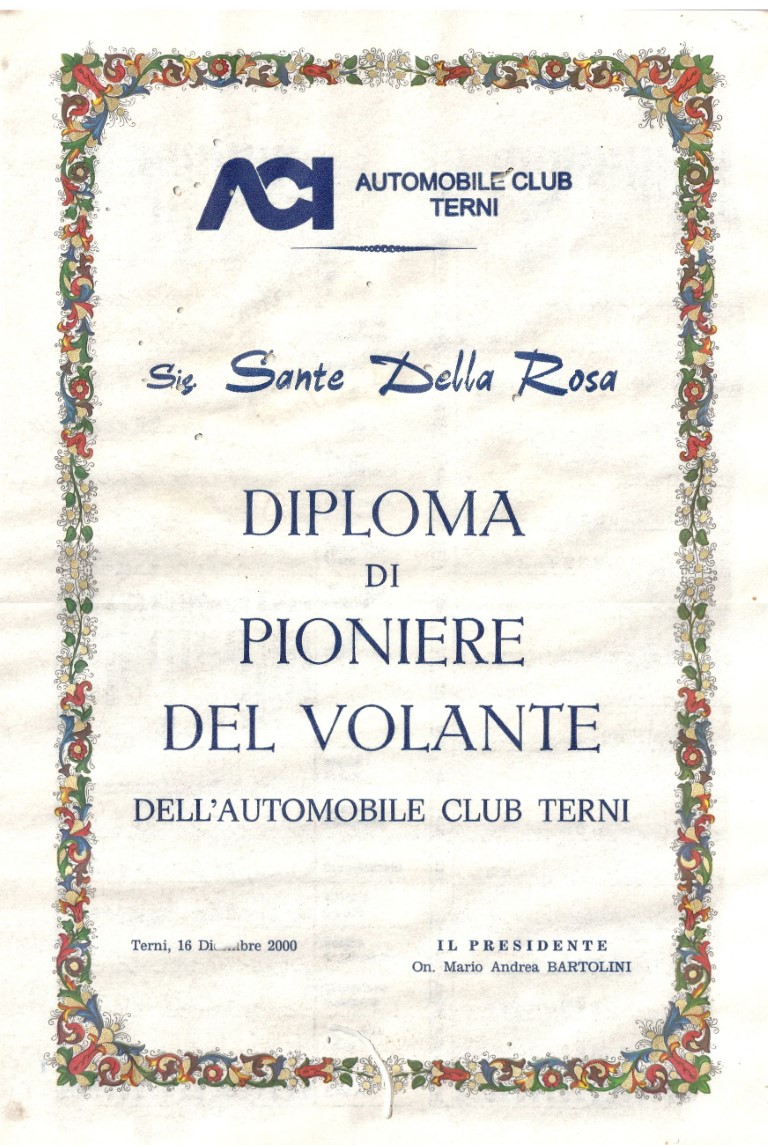 ACI AUTOMOBILE CLUB
TERNI
Sig. Sante Della Rosa
DIPLOMA
DI
PIONIERE
DEL VOLANTE
DELL'AUTOMOBILE CLUB TERNI
Terni, 16 Dicembre 2000
IL PRESIDENTE
On. Mario Andrea BARTOLINI